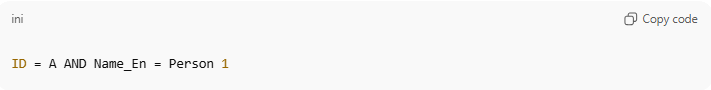 ini
Copy code
ID = A AND Name_En = Person 1